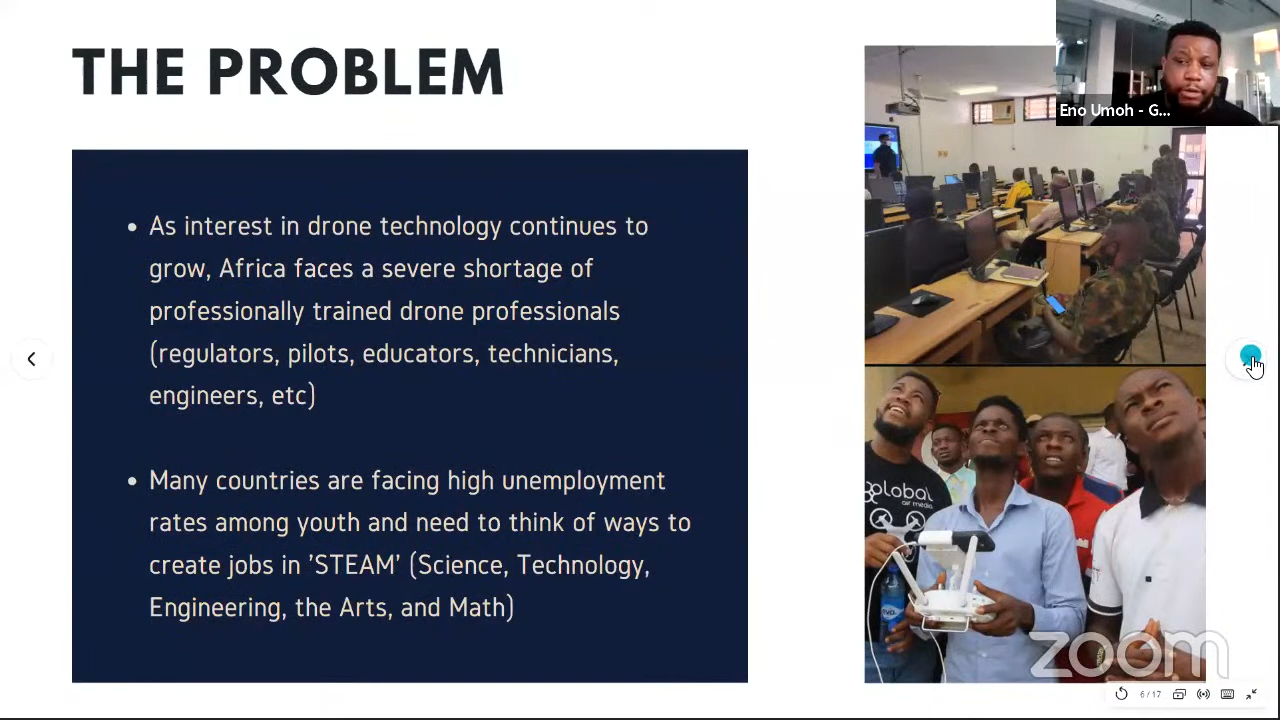 THE PROBLEM
Eno Umoh - G...
• As interest in drone technology continues to
grow, Africa faces a severe shortage of
professionally trained drone professionals
(regulators, pilots, educators, technicians,
engineers, etc)
• Many countries are facing high unemployment
rates among youth and need to think of ways to
create jobs in 'STEAM' (Science, Technology,
Engineering, the Arts, and Math)
global
air media
zoom
6/17